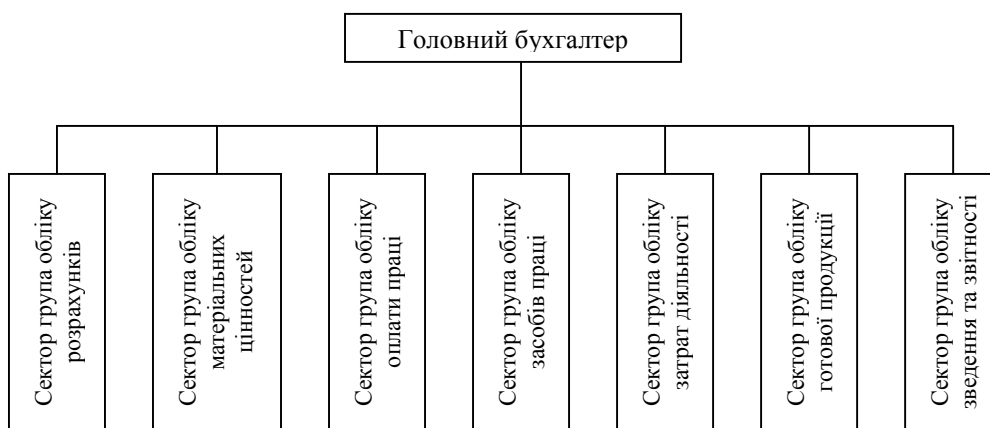 Головний бухгалтер
Сектор група обліку
розрахунків
Сектор група обліку
матеріальних
цінностей
Сектор група обліку
оплати праці
Сектор група обліку
засобів праці
Сектор група обліку
затрат діяльності
Сектор група обліку
готової продукції
Сектор група обліку
зведення та звітності